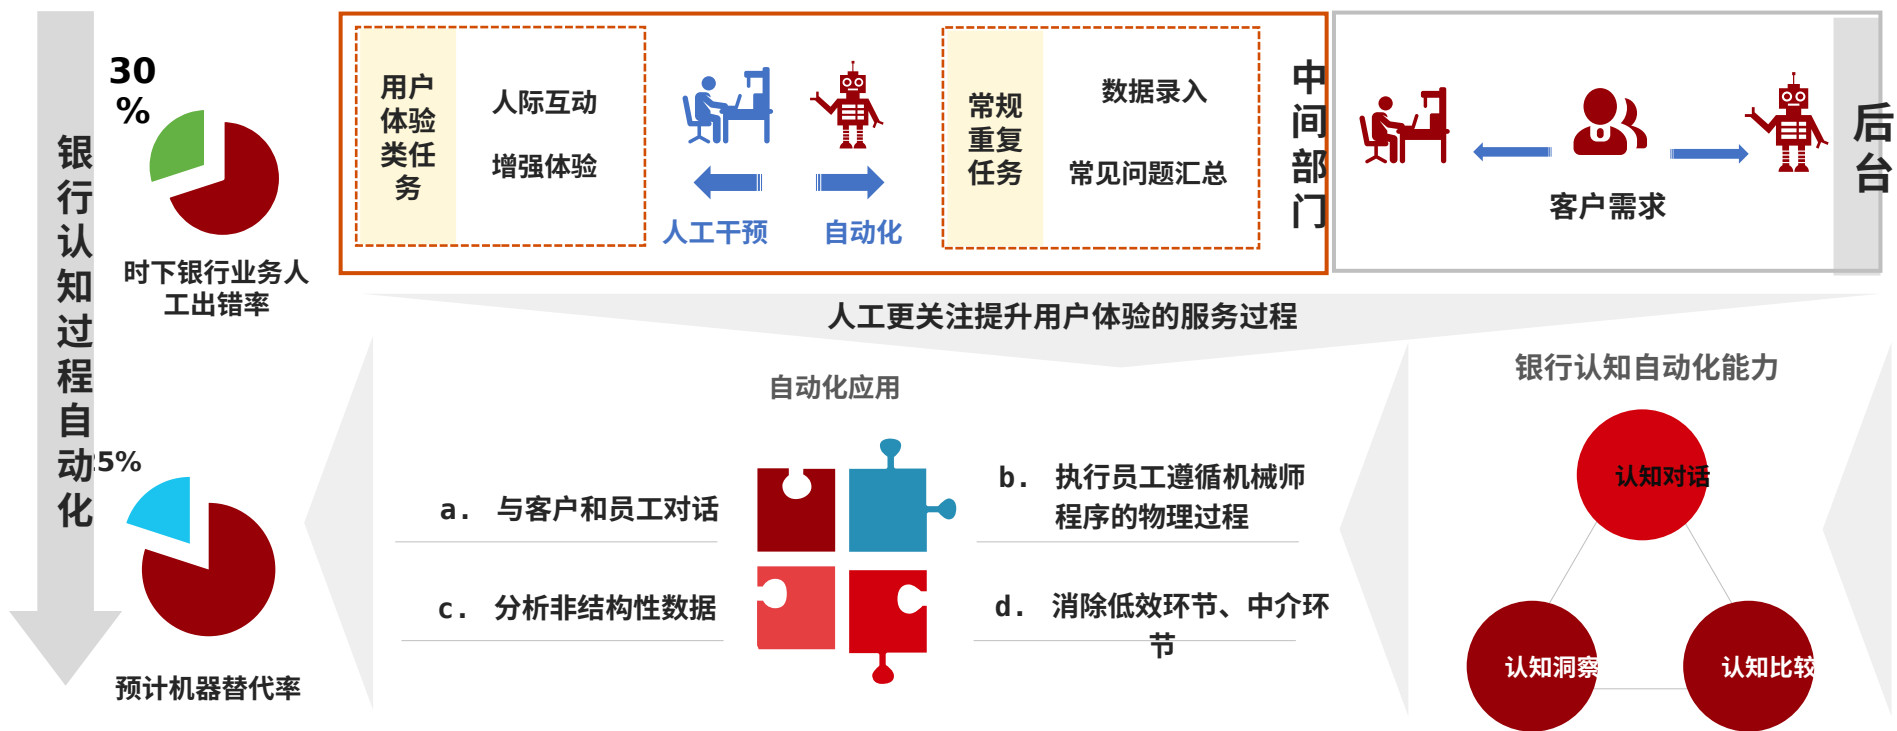 银行认知过程自动化
30
%
时下银行业务人
工出错率
5%
预计机器替代率
用户
体验
类任
务
人际互动
增强体验
人工干预
自动化
常规
重复
任务
数据录入
常见问题汇总
中间部门
客户需求
后台
人工更关注提升用户体验的服务过程
自动化应用
a. 与客户和员工对话
b. 执行员工遵循机械师
程序的物理过程
c. 分析非结构性数据
d. 消除低效环节、中介环
节
银行认知自动化能力
认知对话
认知洞察
认知比较